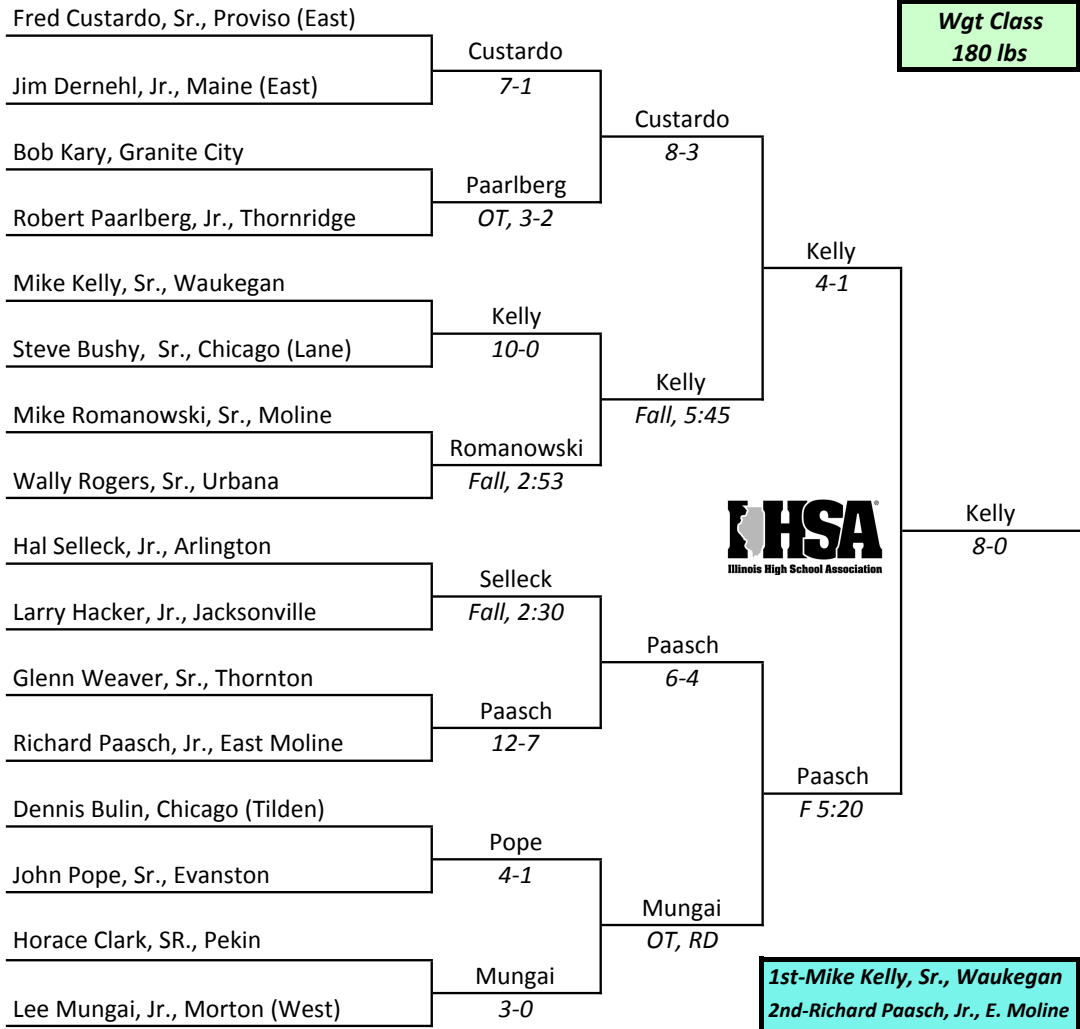 Fred Custardo, Sr., Proviso (East)
Wgt Class
180 lbs
Custardo
7-1
Jim Dernehl, Jr., Maine (East)
Custardo
8-3
Bob Kary, Granite City
Paarlberg
OT, 3-2
Robert Paarlberg, Jr., Thornridge
Kelly
4-1
Mike Kelly, Sr., Waukegan
Kelly
10-0
Steve Bushy, Sr., Chicago (Lane)
Kelly
Fall, 5:45
Mike Romanowski, Sr., Moline
Romanowski
Fall, 2:53
Wally Rogers, Sr., Urbana
IHSA
Illinois High School Association
Kelly
8-0
Hal Selleck, Jr., Arlington
Selleck
Fall, 2:30
Larry Hacker, Jr., Jacksonville
Paasch
6-4
Glenn Weaver, Sr., Thornton
Paasch
12-7
Richard Paasch, Jr., East Moline
Paasch
F 5:20
Dennis Bulin, Chicago (Tilden)
Pope
4-1
John Pope, Sr., Evanston
Mungai
OT, RD
Horace Clark, SR., Pekin
Mungai
3-0
Lee Mungai, Jr., Morton (West)
1st-Mike Kelly, Sr., Waukegan
2nd-Richard Paasch, Jr., E. Moline